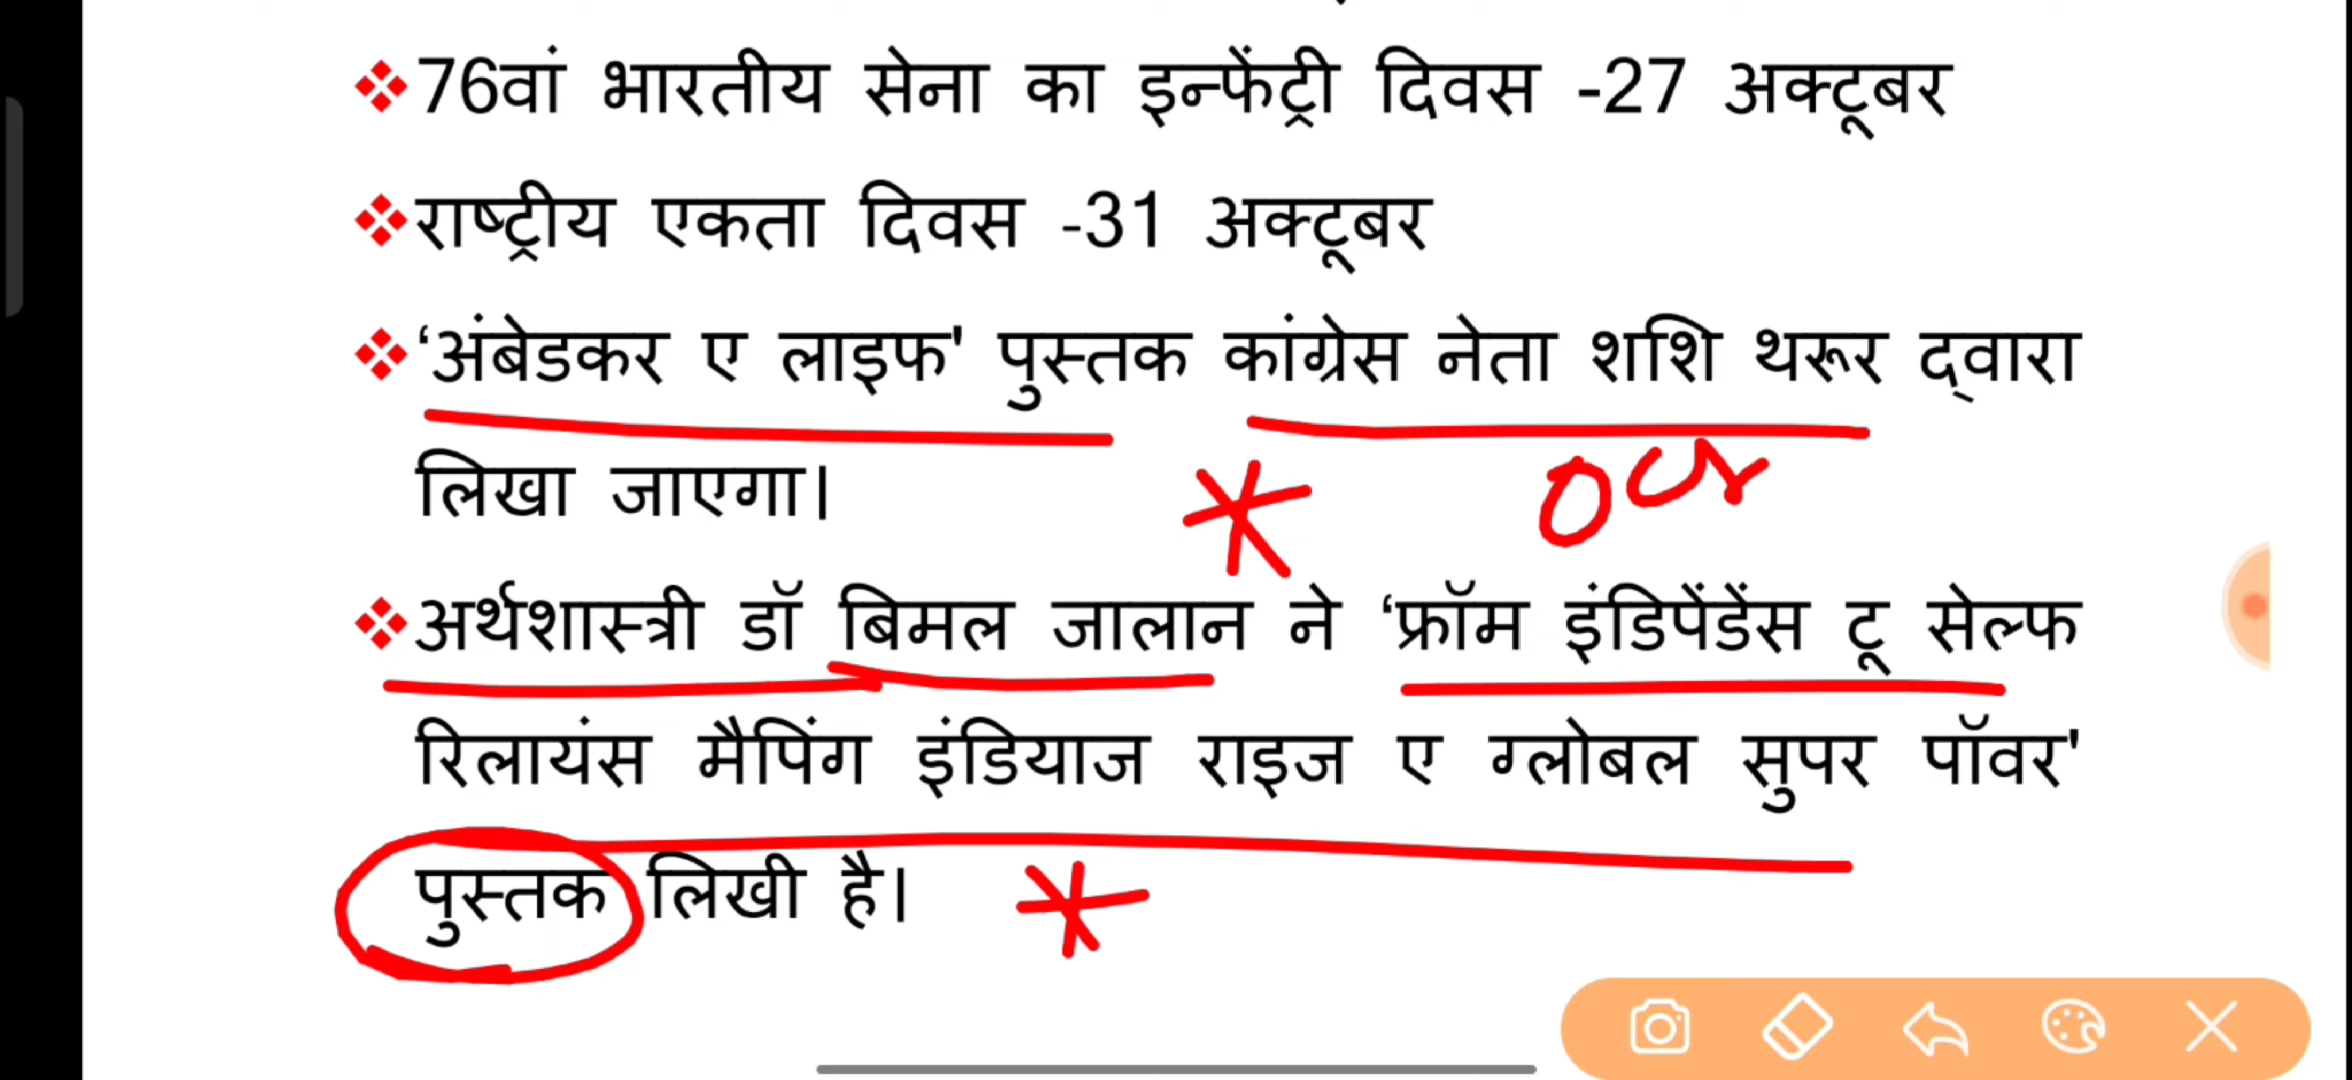 76वां भारतीय सेना का इन्फेंट्री दिवस -27 अक्टूबर
राष्ट्रीय एकता दिवस -31 अक्टूबर
‘अंबेडकर ए लाइफ' पुस्तक कांग्रेस नेता शशि थरूर द्वारा
लिखा जाएगा।
अर्थशास्त्री डॉ बिमल जालान ने ‘फ्रॉम इंडिपेंडेंस टू सेल्फ
रिलायंस मैपिंग इंडियाज राइज ए ग्लोबल सुपर पॉवर'
पुस्तक लिखी है।